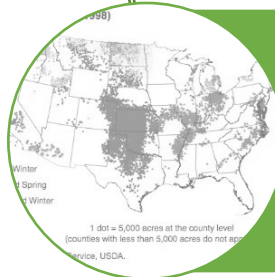 1998)
Winter
d Spring
d Winter
1 dot = 5,000 acres at the county level
(counties with less than 5,000 acres do not app
ervice, USDA.